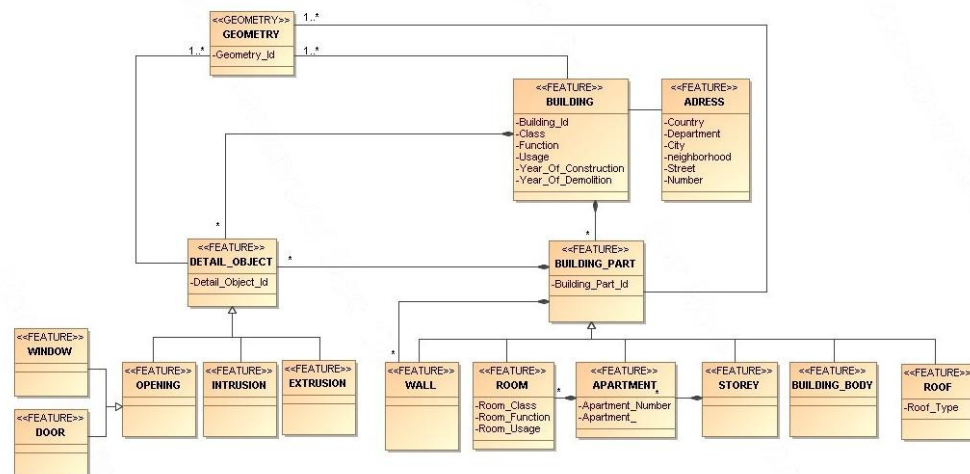 <<GEOMETRY>>
GEOMETRY
-Geometry_Id
1..*
1..*
1..*
<<FEATURE>>
BUILDING
-Building_Id
-Class
-Function
-Usage
-Year_Of_Construction
-Year_Of_Demolition
<<FEATURE>>
ADRESS
-Country
-Department
-City
-neighborhood
-Street
-Number
*
*
<<FEATURE>>
DETAIL_OBJECT
-Detail_Object_Id
*
<<FEATURE>>
BUILDING_PART
-Building_Part_Id
<<FEATURE>>
WINDOW
<<FEATURE>>
DOOR
<<FEATURE>>
OPENING
<<FEATURE>>
INTRUSION
<<FEATURE>>
EXTRUSION
*
<<FEATURE>>
WALL
<<FEATURE>>
ROOM
-Room_Class
-Room_Function
-Room_Usage
*
<<FEATURE>>
APARTMENT
-Apartment_Number
-Apartment_
*
<<FEATURE>>
STOREY
<<FEATURE>>
BUILDING_BODY
<<FEATURE>>
ROOF
-Roof_Type